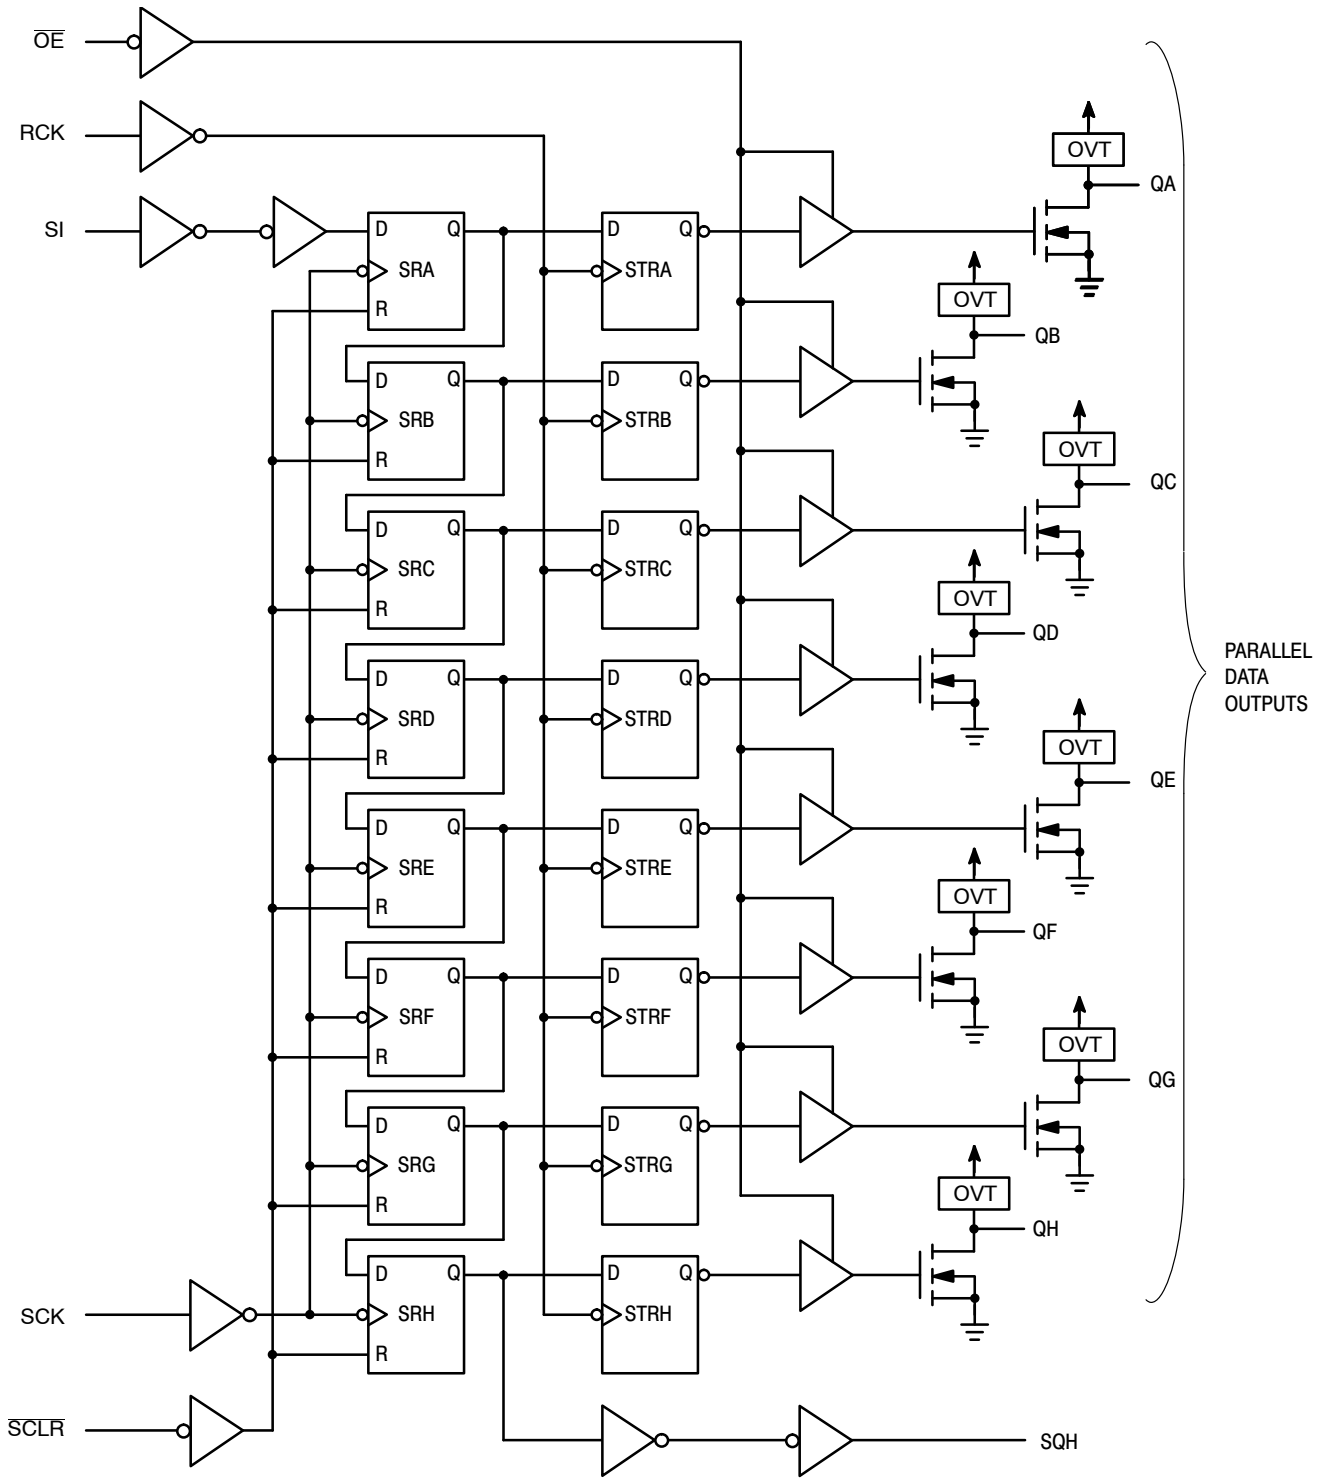 O̅E̅
RCK
OVT
QA
SI
D Q
SRA
R
D Q
STRA
OVT
QB
D Q
SRB
R
D Q
STRB
OVT
QC
D Q
SRC
R
D Q
STRC
OVT
QD
D Q
SRD
R
D Q
STRD
PARALLEL
DATA
OUTPUTS
OVT
QE
D Q
SRE
R
D Q
STRE
OVT
QF
D Q
SRF
R
D Q
STRF
OVT
QG
D Q
SRG
R
D Q
STRG
OVT
QH
D Q
SRH
R
D Q
STRH
SCK
S̅C̅L̅R̅
SQH